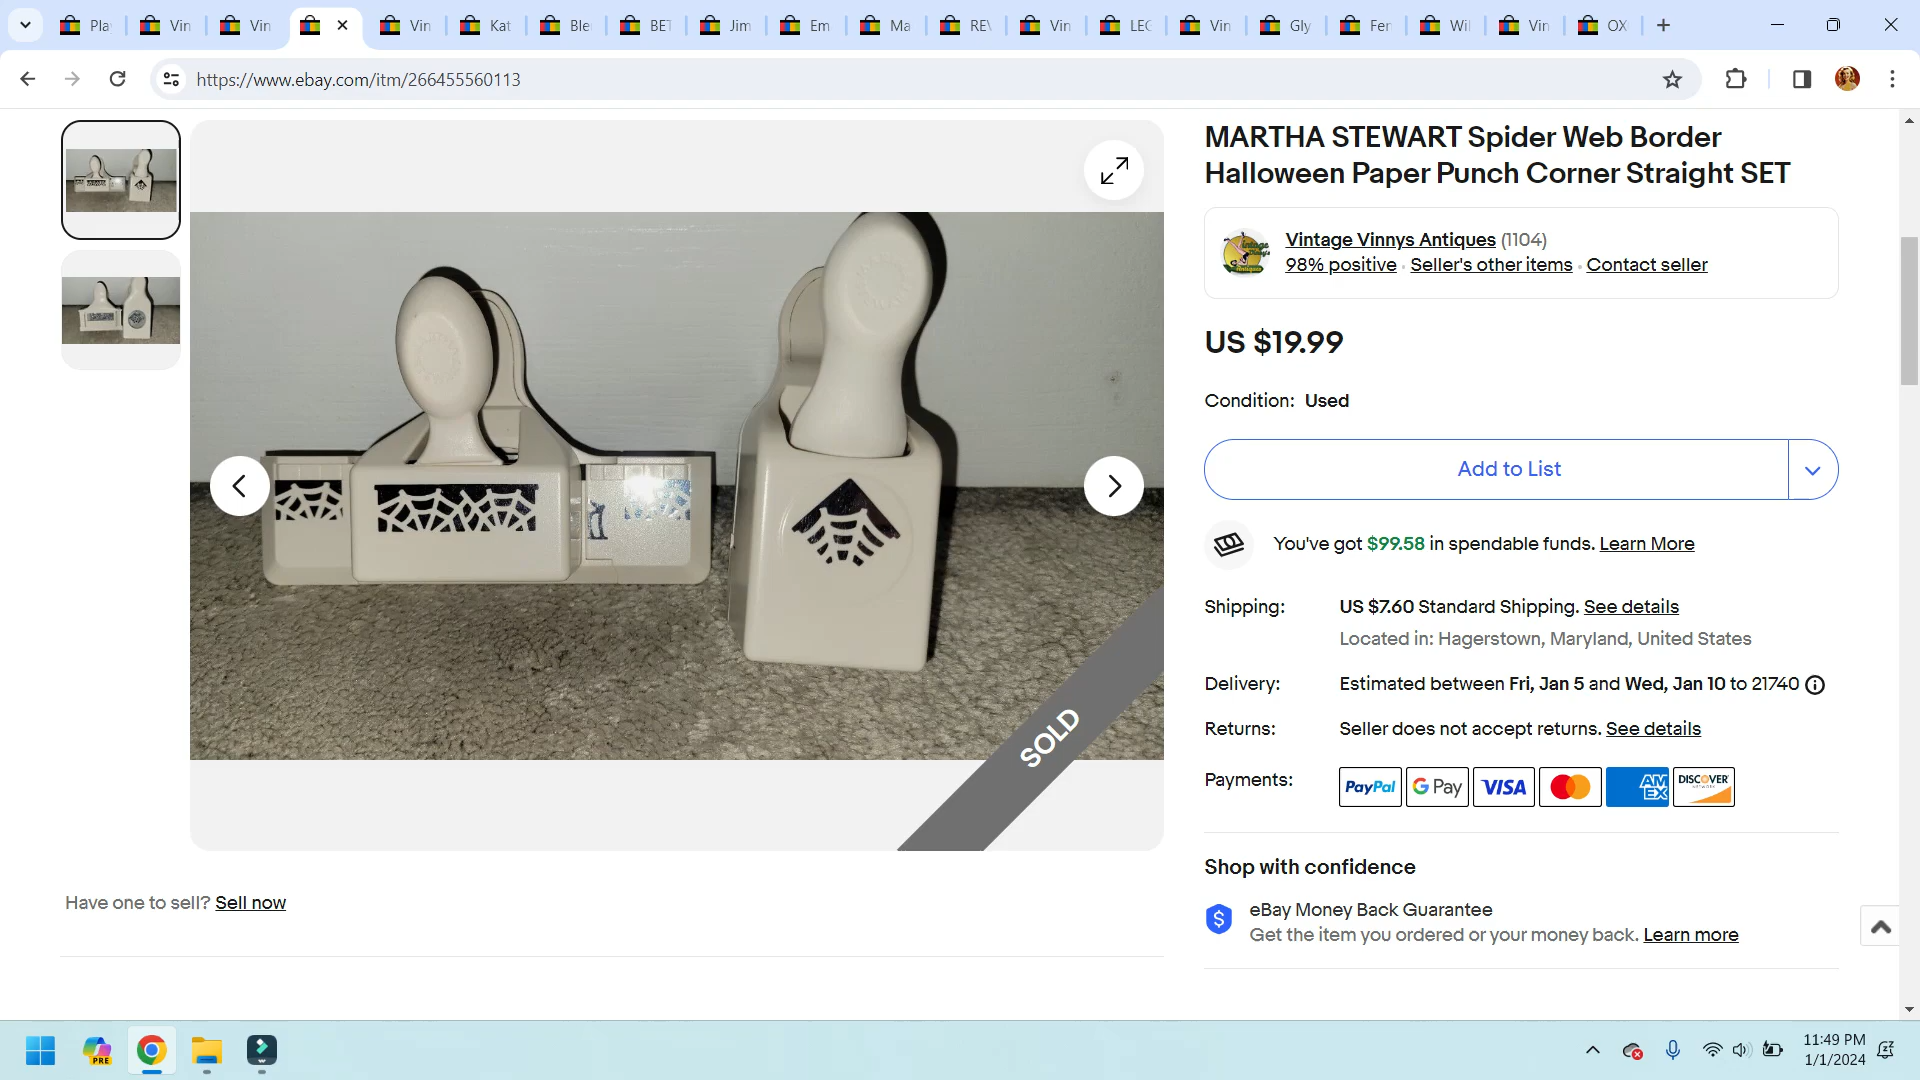 Pla
Vin
Vin
Vin
Kat
Ble
BET
Jim
Em
Ma
REV
Vin
LEG
Vin
Gly
Fer
Wil
Vin
OX
https://www.ebay.com/itm/266455560113
MARTHA STEWART Spider Web Border
Halloween Paper Punch Corner Straight SET
Vintage Vinnys Antiques (1104)
98% positive · Seller's other items · Contact seller
US $19.99
Condition: Used
Add to List
You've got $99.58 in spendable funds. Learn More
Shipping: US $7.60 Standard Shipping. See details
Located in: Hagerstown, Maryland, United States
Delivery: Estimated between Fri, Jan 5 and Wed, Jan 10 to 21740
Returns: Seller does not accept returns. See details
Payments: PayPal G Pay VISA AM EX DISCOVER
SOLD
Shop with confidence
eBay Money Back Guarantee
Get the item you ordered or your money back. Learn more
Have one to sell? Sell now
PRE
11:49 PM
1/1/2024